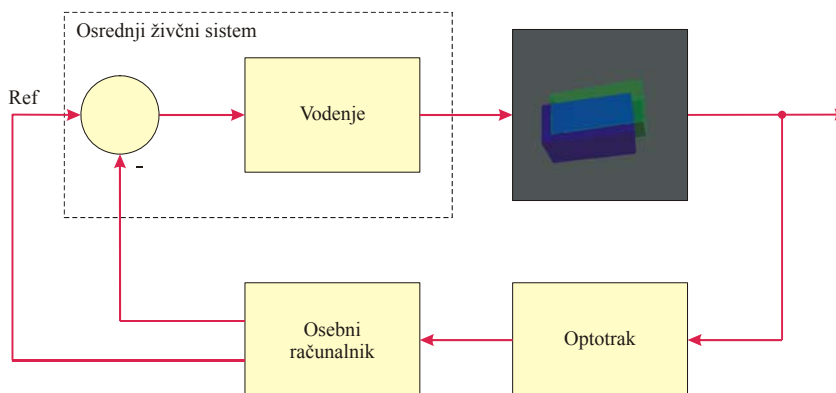 Osrednji živčni sistem
Ref
Vodenje
-
Osebni
računalnik
Optotrak